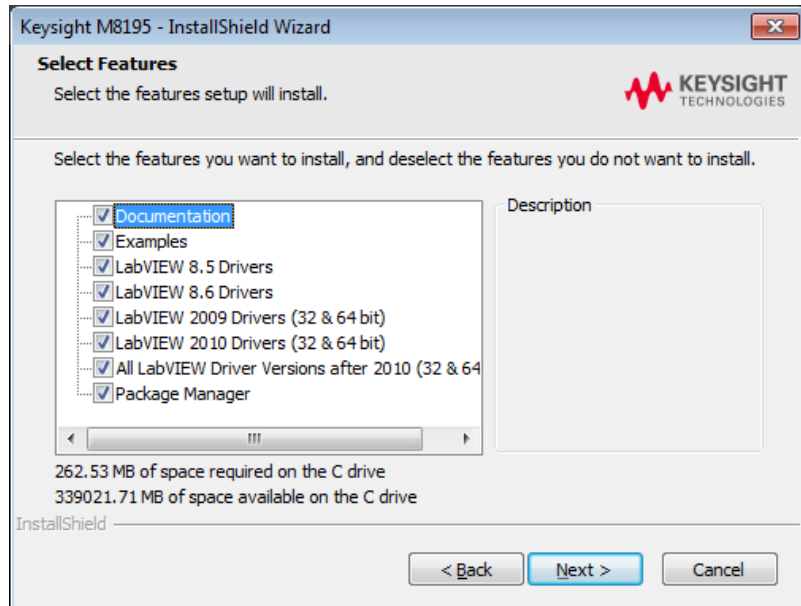 Keysight M8195 - InstallShield Wizard
Select Features
Select the features setup will install.
KEYSIGHT
TECHNOLOGIES
Select the features you want to install, and deselect the features you do not want to install.
Documentation
Examples
LabVIEW 8.5 Drivers
LabVIEW 8.6 Drivers
LabVIEW 2009 Drivers (32 & 64 bit)
LabVIEW 2010 Drivers (32 & 64 bit)
All LabVIEW Driver Versions after 2010 (32 & 64
Package Manager
Description
262.53 MB of space required on the C drive
339021.71 MB of space available on the C drive
InstallShield
< Back
Next >
Cancel